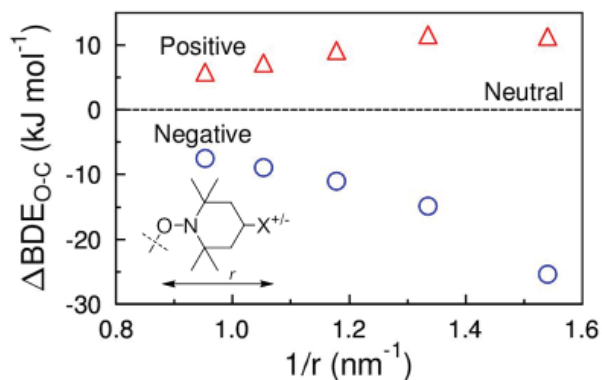 10
Positive
0
Neutral
Negative
-10
O-N
X+/-
-20
r
-30
0.8 1.0 1.2 1.4 1.6
1/r (nm⁻¹)
ΔBDE_O-C (kJ mol⁻¹)